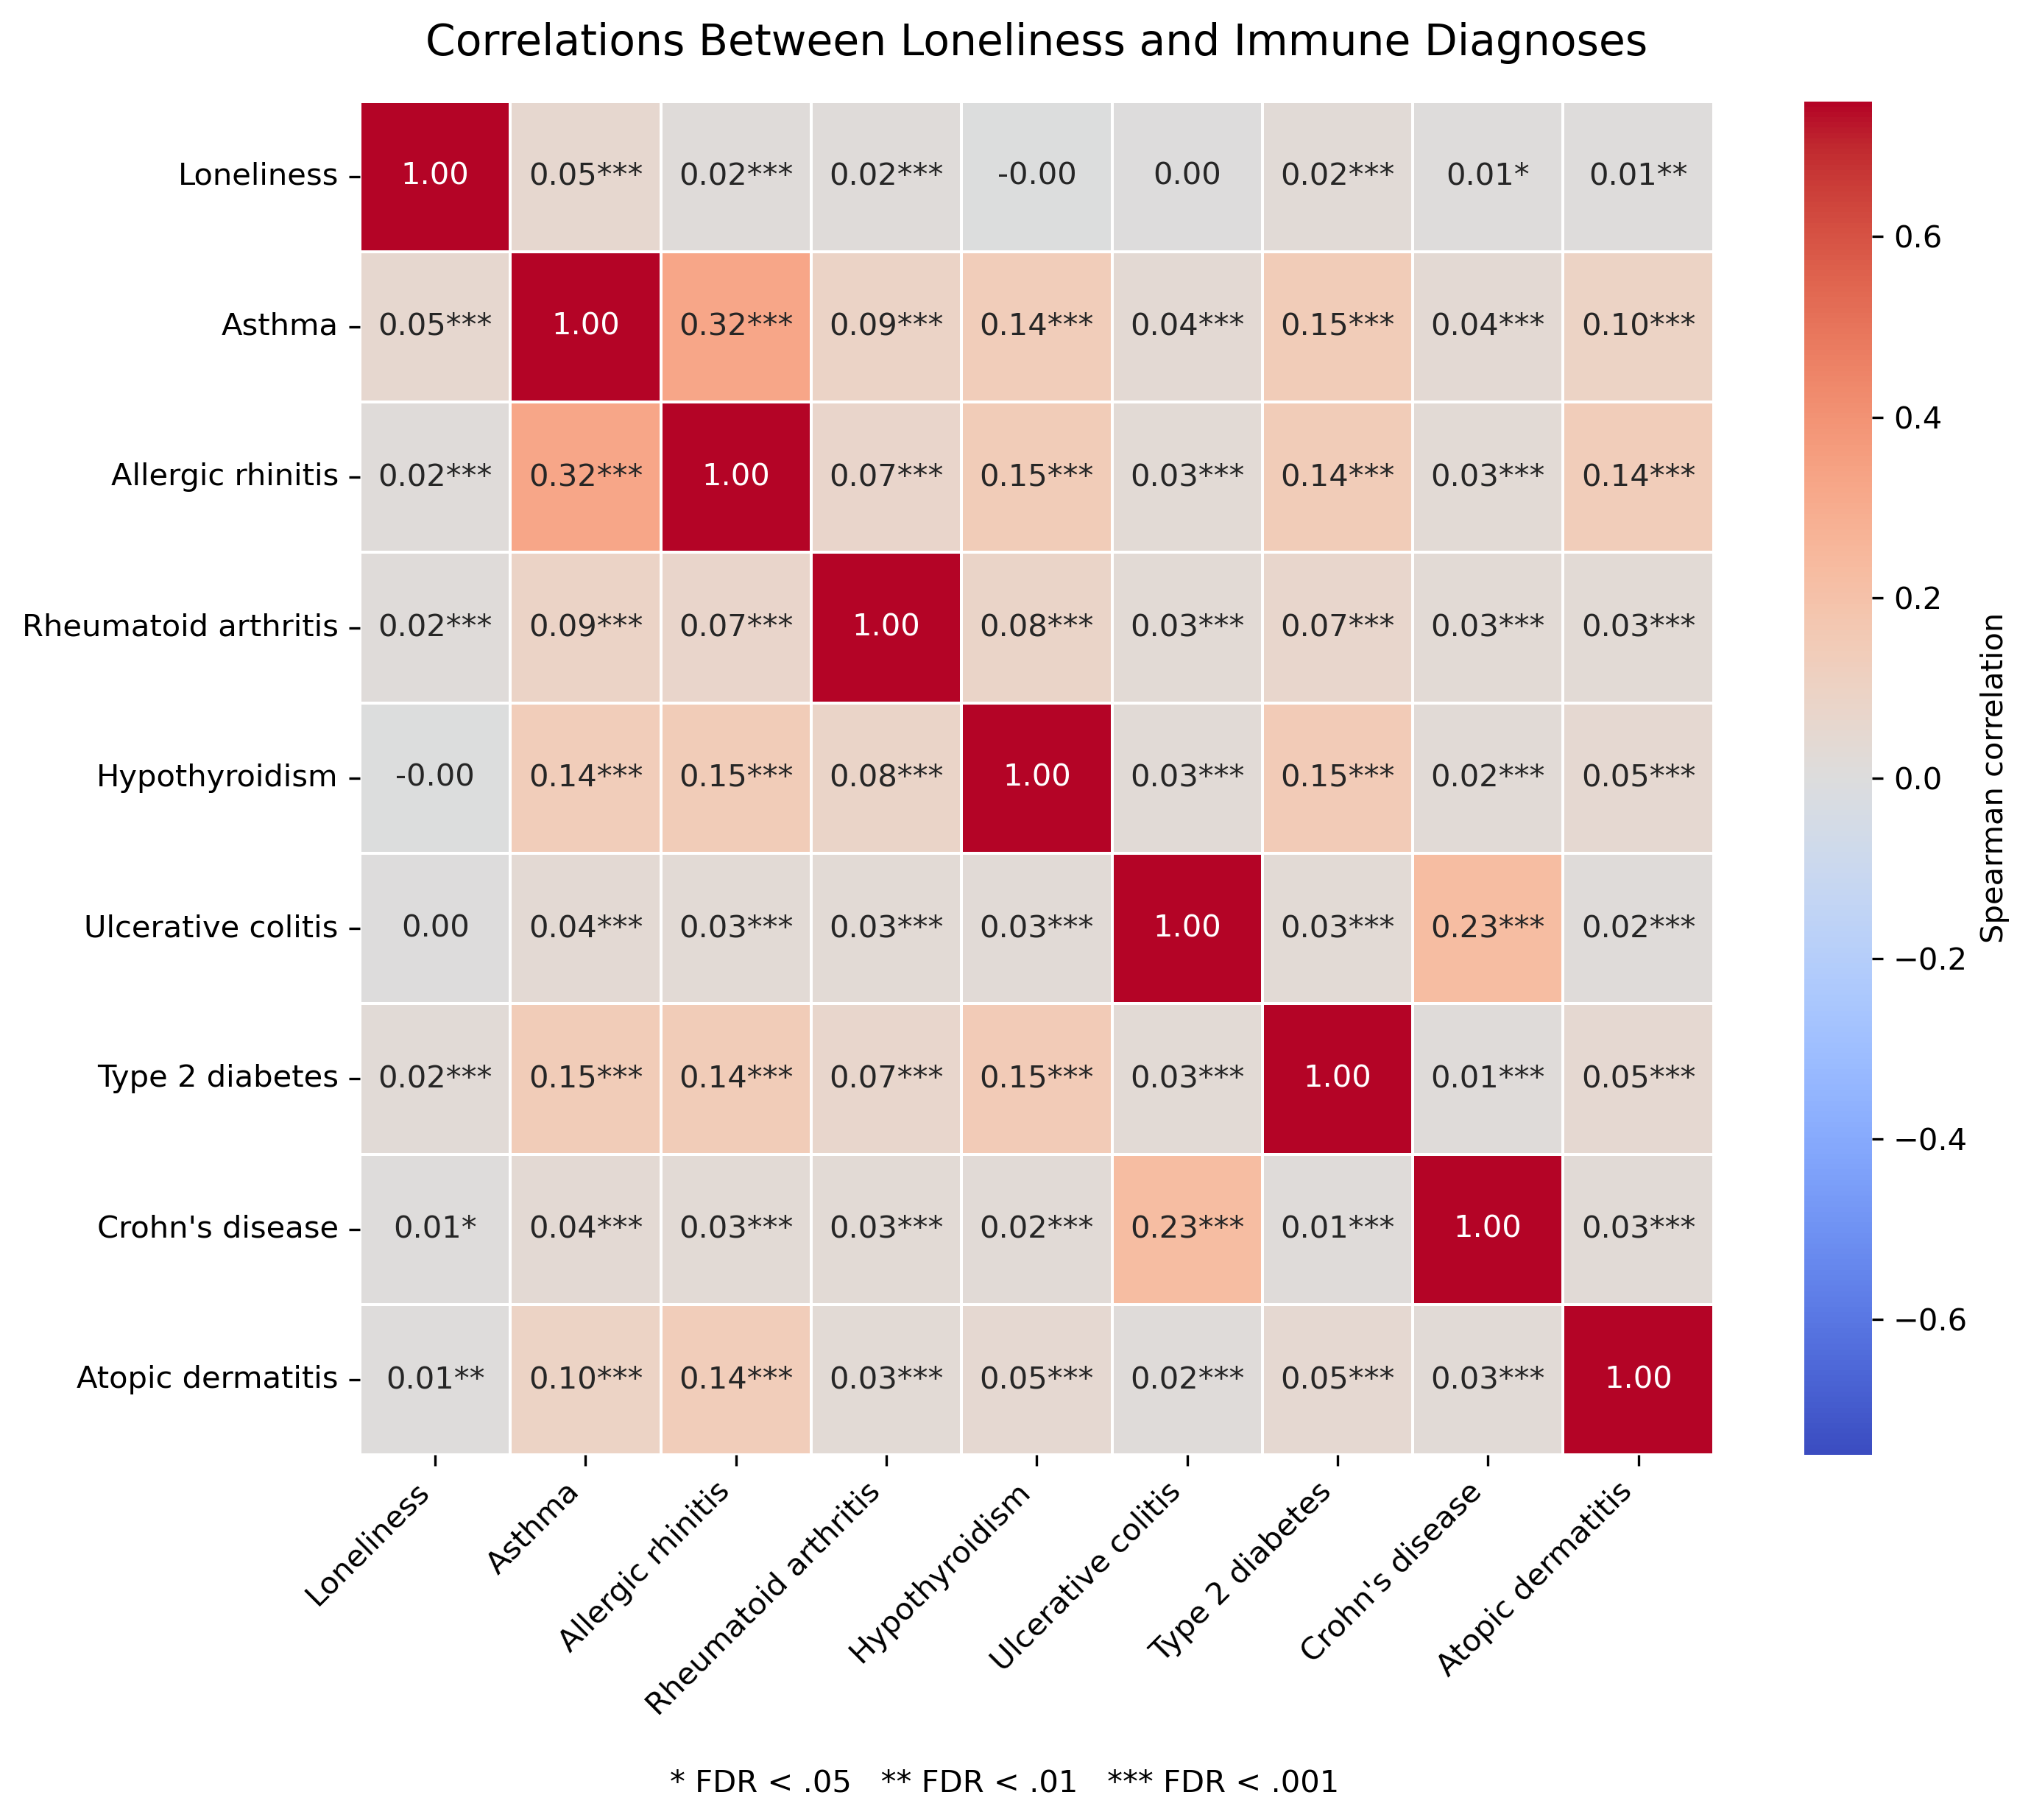 Correlations Between Loneliness and Immune Diagnoses
Loneliness 1.00 0.05*** 0.02*** 0.02*** -0.00 0.00 0.02*** 0.01* 0.01**
Asthma 0.05*** 1.00 0.32*** 0.09*** 0.14*** 0.04*** 0.15*** 0.04*** 0.10***
Allergic rhinitis 0.02*** 0.32*** 1.00 0.07*** 0.15*** 0.03*** 0.14*** 0.03*** 0.14***
Rheumatoid arthritis 0.02*** 0.09*** 0.07*** 1.00 0.08*** 0.03*** 0.07*** 0.03*** 0.03***
Hypothyroidism -0.00 0.14*** 0.15*** 0.08*** 1.00 0.03*** 0.15*** 0.02*** 0.05***
Ulcerative colitis 0.00 0.04*** 0.03*** 0.03*** 0.03*** 1.00 0.03*** 0.23*** 0.02***
Type 2 diabetes 0.02*** 0.15*** 0.14*** 0.07*** 0.15*** 0.03*** 1.00 0.01*** 0.05***
Crohn's disease 0.01* 0.04*** 0.03*** 0.03*** 0.02*** 0.23*** 0.01*** 1.00 0.03***
Atopic dermatitis 0.01** 0.10*** 0.14*** 0.03*** 0.05*** 0.02*** 0.05*** 0.03*** 1.00
Loneliness
Asthma
Allergic rhinitis
Rheumatoid arthritis
Hypothyroidism
Ulcerative colitis
Type 2 diabetes
Crohn's disease
Atopic dermatitis
0.6
0.4
0.2
0.0
−0.2
−0.4
−0.6
Spearman correlation
* FDR < .05 ** FDR < .01 *** FDR < .001